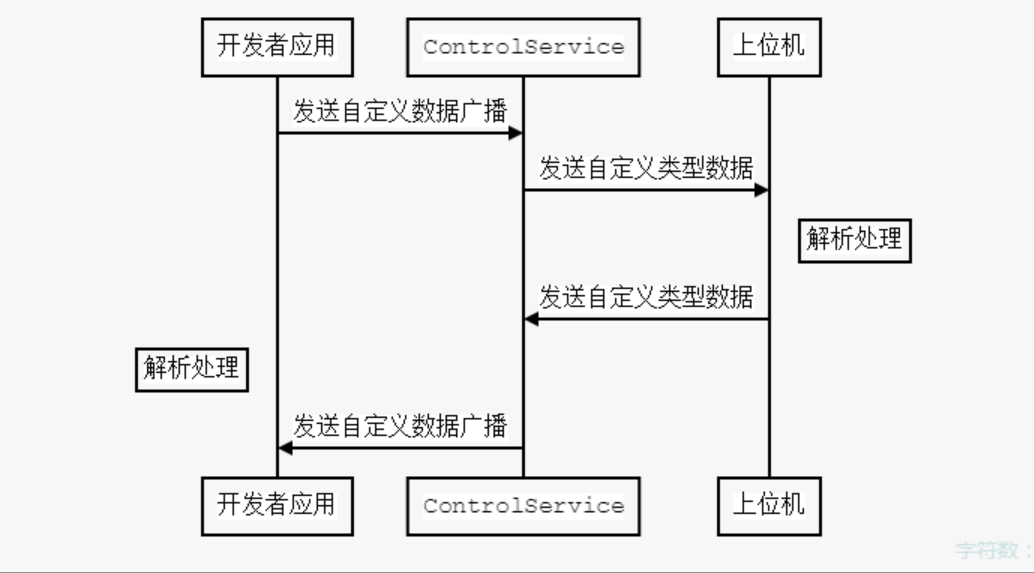 开发者应用
ControlService
上位机
发送自定义数据广播
发送自定义类型数据
解析处理
发送自定义类型数据
解析处理
发送自定义数据广播
开发者应用
ControlService
上位机
字符数：